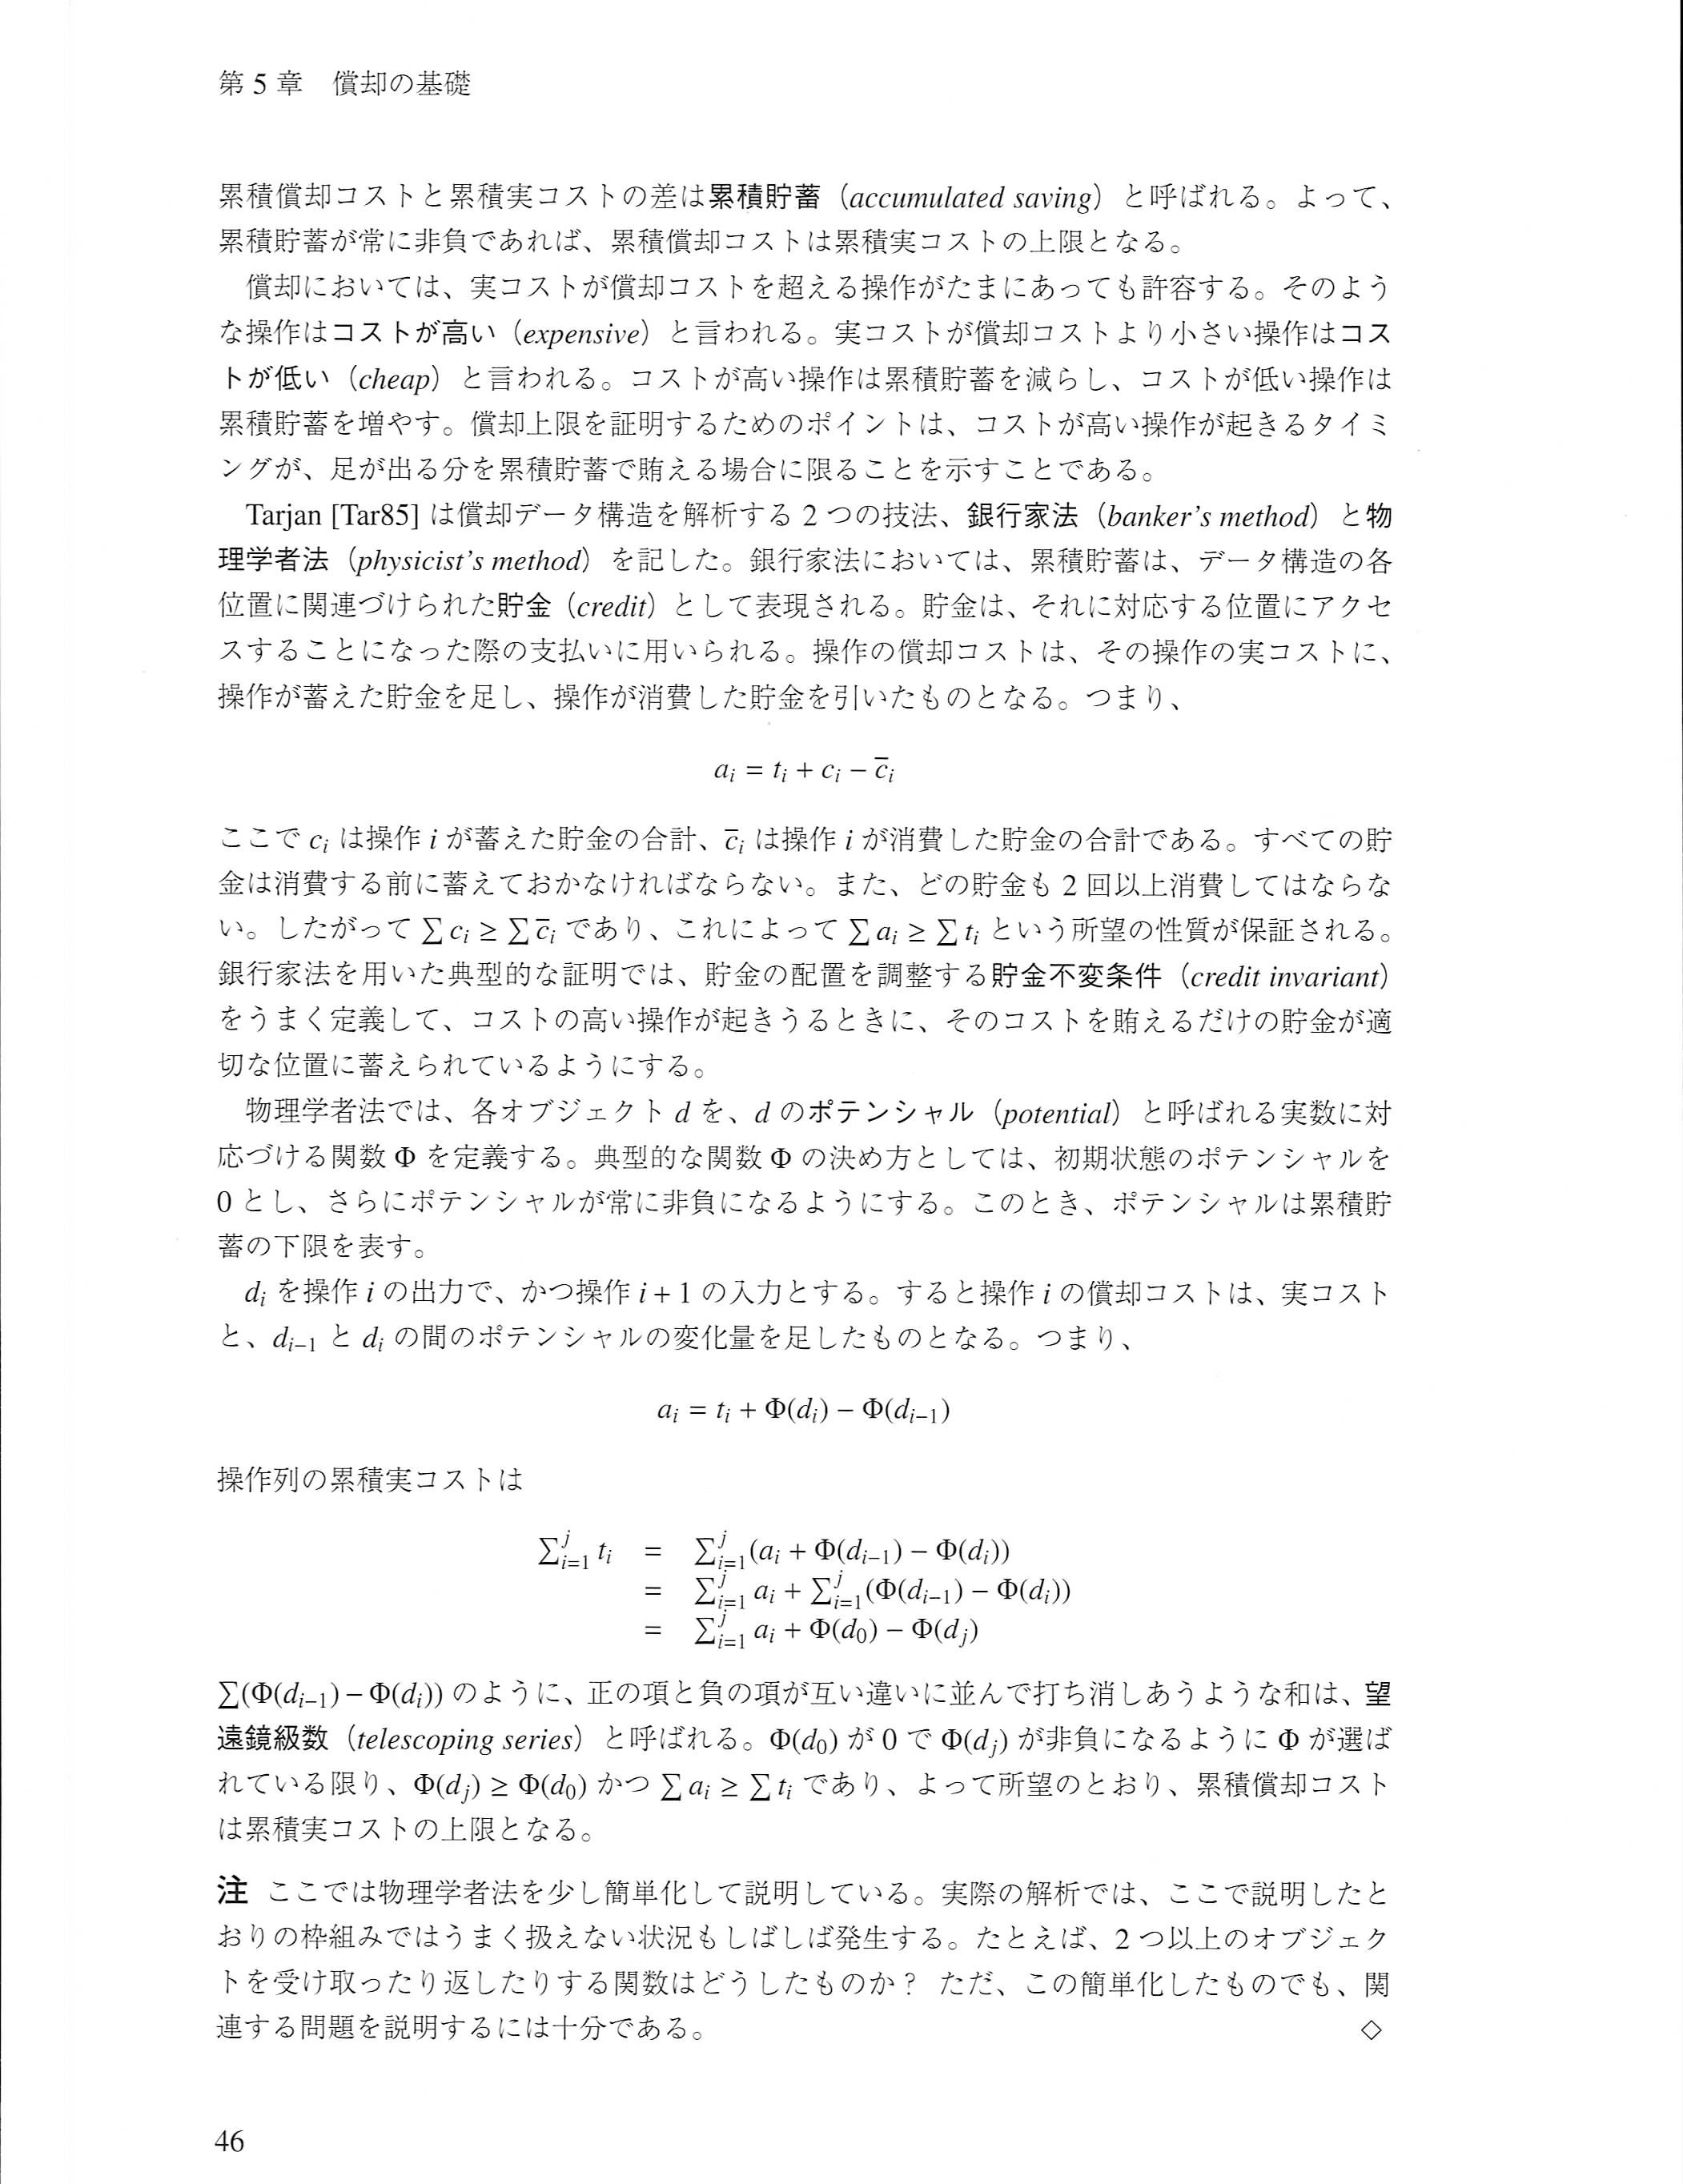 第 5 章　償却の基礎
累積償却コストと累積実コストの差は累積貯蓄（accumulated saving）と呼ばれる。よって、
累積貯蓄が常に非負であれば、累積償却コストは累積実コストの上限となる。
償却においては、実コストが償却コストを超える操作がたまにあっても許容する。そのよう
な操作はコストが高い（expensive）と言われる。実コストが償却コストより小さい操作はコス
トが低い（cheap）と言われる。コストが高い操作は累積貯蓄を減らし、コストが低い操作は
累積貯蓄を増やす。償却上限を証明するためのポイントは、コストが高い操作が起きるタイミ
ングが、足が出る分を累積貯蓄で賄える場合に限ることを示すことである。
Tarjan [Tar85] は償却データ構造を解析する 2 つの技法、銀行家法（banker's method）と物
理学者法（physicist's method）を記した。銀行家法においては、累積貯蓄は、データ構造の各
位置に関連づけられた貯金（credit）として表現される。貯金は、それに対応する位置にアクセ
スすることになった際の支払いに用いられる。操作の償却コストは、その操作の実コストに、
操作が蓄えた貯金を足し、操作が消費した貯金を引いたものとなる。つまり、
a_i = t_i + c_i − c̄_i
ここで c_i は操作 i が蓄えた貯金の合計、c̄_i は操作 i が消費した貯金の合計である。すべての貯
金は消費する前に蓄えておかなければならない。また、どの貯金も 2 回以上消費してはならな
い。したがって ∑ c_i ≥ ∑ c̄_i であり、これによって ∑ a_i ≥ ∑ t_i という所望の性質が保証される。
銀行家法を用いた典型的な証明では、貯金の配置を調整する貯金不変条件（credit invariant）
をうまく定義して、コストの高い操作が起きうるときに、そのコストを賄えるだけの貯金が適
切な位置に蓄えられているようにする。
物理学者法では、各オブジェクト d を、d のポテンシャル（potential）と呼ばれる実数に対
応づける関数 Φ を定義する。典型的な関数 Φ の決め方としては、初期状態のポテンシャルを
0 とし、さらにポテンシャルが常に非負になるようにする。このとき、ポテンシャルは累積貯
蓄の下限を表す。
d_i を操作 i の出力で、かつ操作 i + 1 の入力とする。すると操作 i の償却コストは、実コスト
と、d_{i−1} と d_i の間のポテンシャルの変化量を足したものとなる。つまり、
a_i = t_i + Φ(d_i) − Φ(d_{i−1})
操作列の累積実コストは
∑_{i=1}^{j} t_i = ∑_{i=1}^{j} (a_i + Φ(d_{i−1}) − Φ(d_i))
= ∑_{i=1}^{j} a_i + ∑_{i=1}^{j} (Φ(d_{i−1}) − Φ(d_i))
= ∑_{i=1}^{j} a_i + Φ(d_0) − Φ(d_j)
∑(Φ(d_{i−1}) − Φ(d_i)) のように、正の項と負の項が互い違いに並んで打ち消しあうような和は、望
遠鏡級数（telescoping series）と呼ばれる。Φ(d_0) が 0 で Φ(d_j) が非負になるように Φ が選ば
れている限り、Φ(d_j) ≥ Φ(d_0) かつ ∑ a_i ≥ ∑ t_i であり、よって所望のとおり、累積償却コスト
は累積実コストの上限となる。
注 ここでは物理学者法を少し簡単化して説明している。実際の解析では、ここで説明したと
おりの枠組みではうまく扱えない状況もしばしば発生する。たとえば、2 つ以上のオブジェク
トを受け取ったり返したりする関数はどうしたものか？ ただ、この簡単化したものでも、関
連する問題を説明するには十分である。 ◇
46